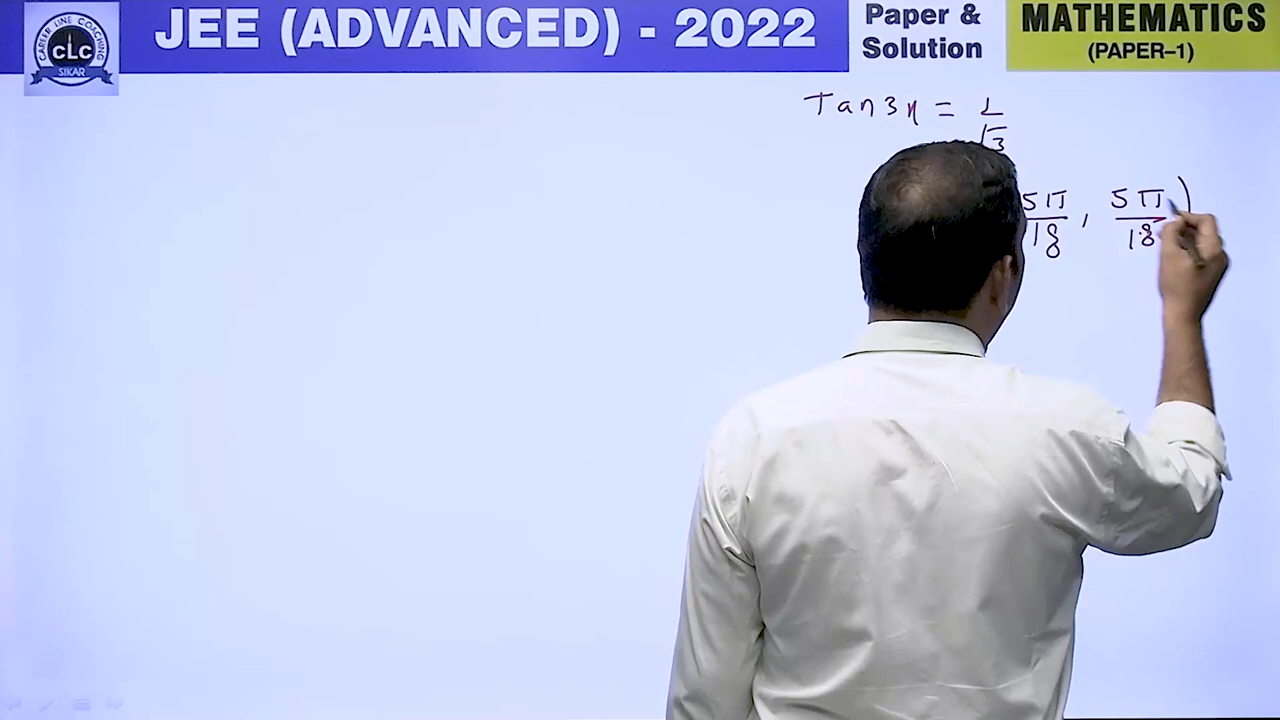 CAREER LINE COACHING
CLC
SIKAR
JEE (ADVANCED) - 2022
Paper &
Solution
MATHEMATICS
(PAPER–1)
Tan3x = 1/√3
5π/18, 5π/18)